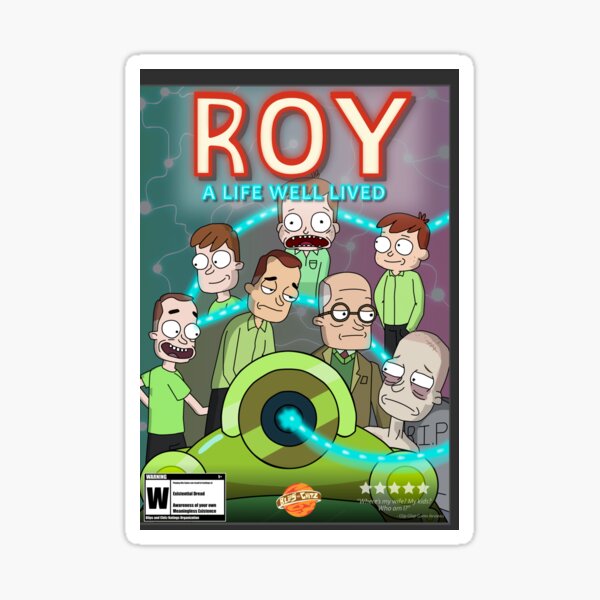 ROY
A LIFE WELL LIVED
R.I.P
WARNING
W
Existential Dread
Awareness of your own
Meaningless Existence
Blips and Chitz Ratings Organization
BLIPS AND CHITZ
"Where's my wife? My kids?
Who am I?"